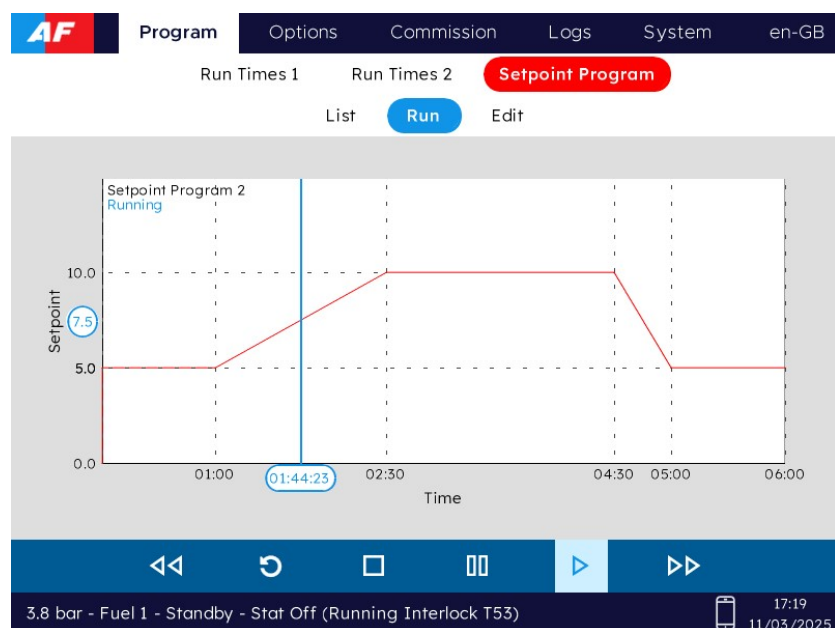 AF Program Options Commission Logs System en-GB
Run Times 1 Run Times 2 Setpoint Program
List Run Edit
Setpoint Program 2
Running
10.0
Setpoint
7.5
5.0
0.0
01:00 01:44:23 02:30 04:30 05:00 06:00
Time
3.8 bar - Fuel 1 - Standby - Stat Off (Running Interlock T53)
17:19
11/03/2025